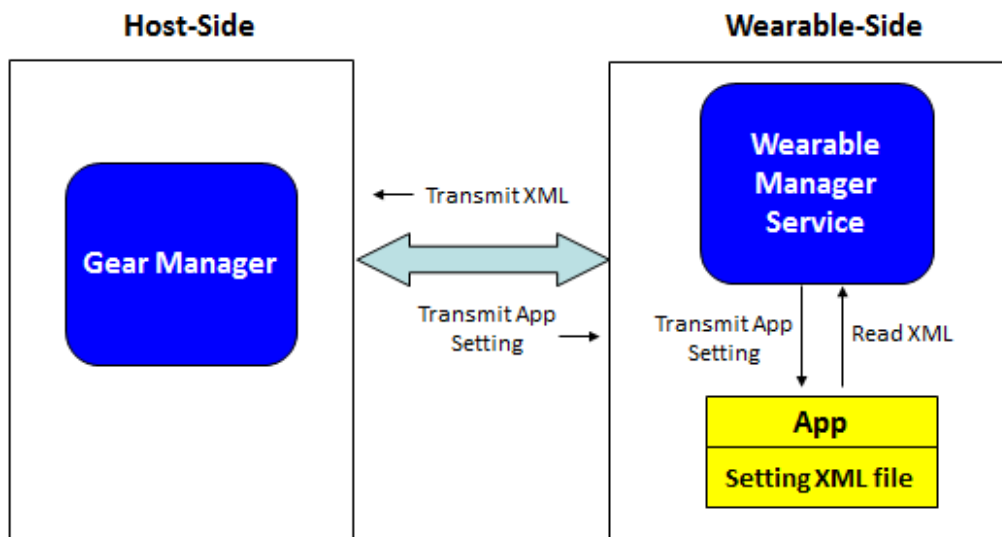 Host-Side
Wearable-Side
Gear Manager
Transmit XML
Transmit App
Setting
Wearable
Manager
Service
Transmit App
Setting
Read XML
App
Setting XML file